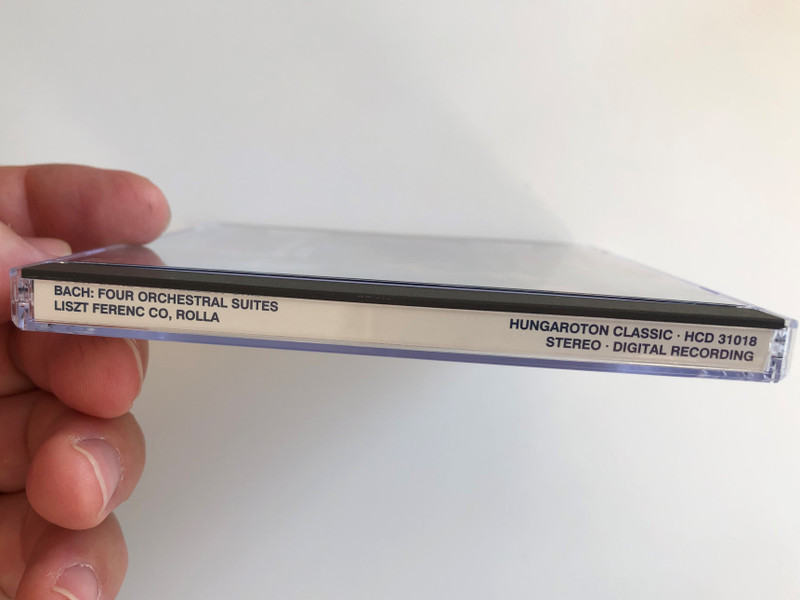 BACH: FOUR ORCHESTRAL SUITES
LISZT FERENC CO, ROLLA
HUNGAROTON CLASSIC · HCD 31018
STEREO · DIGITAL RECORDING